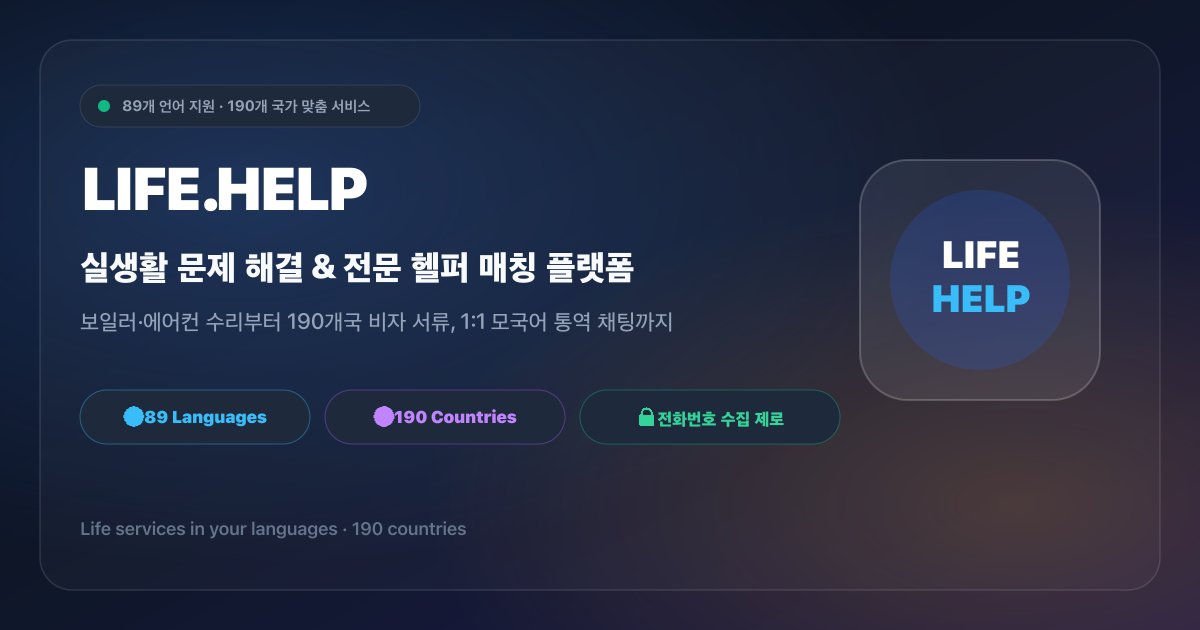 89개 언어 지원 · 190개 국가 맞춤 서비스
LIFE.HELP
실생활 문제 해결 & 전문 헬퍼 매칭 플랫폼
보일러·에어컨 수리부터 190개국 비자 서류, 1:1 모국어 통역 채팅까지
LIFE
HELP
89 Languages
190 Countries
전화번호 수집 제로
Life services in your languages · 190 countries